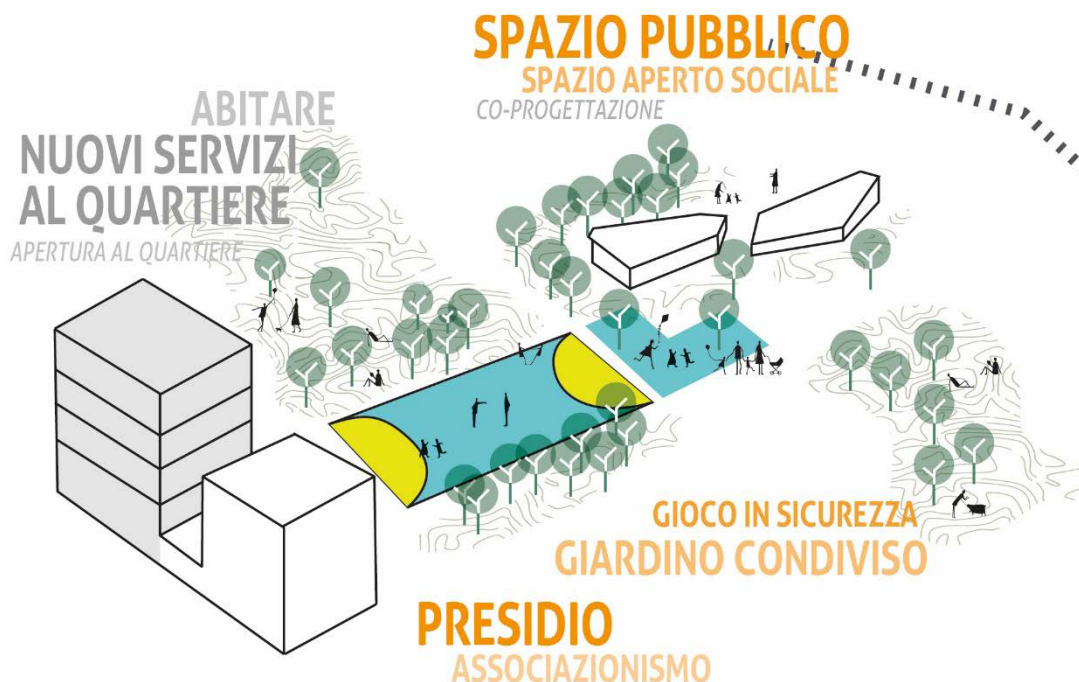 SPAZIO PUBBLICO
SPAZIO APERTO SOCIALE
CO-PROGETTAZIONE
ABITARE
NUOVI SERVIZI
AL QUARTIERE
APERTURA AL QUARTIERE
GIOCO IN SICUREZZA
GIARDINO CONDIVISO
PRESIDIO
ASSOCIAZIONISMO